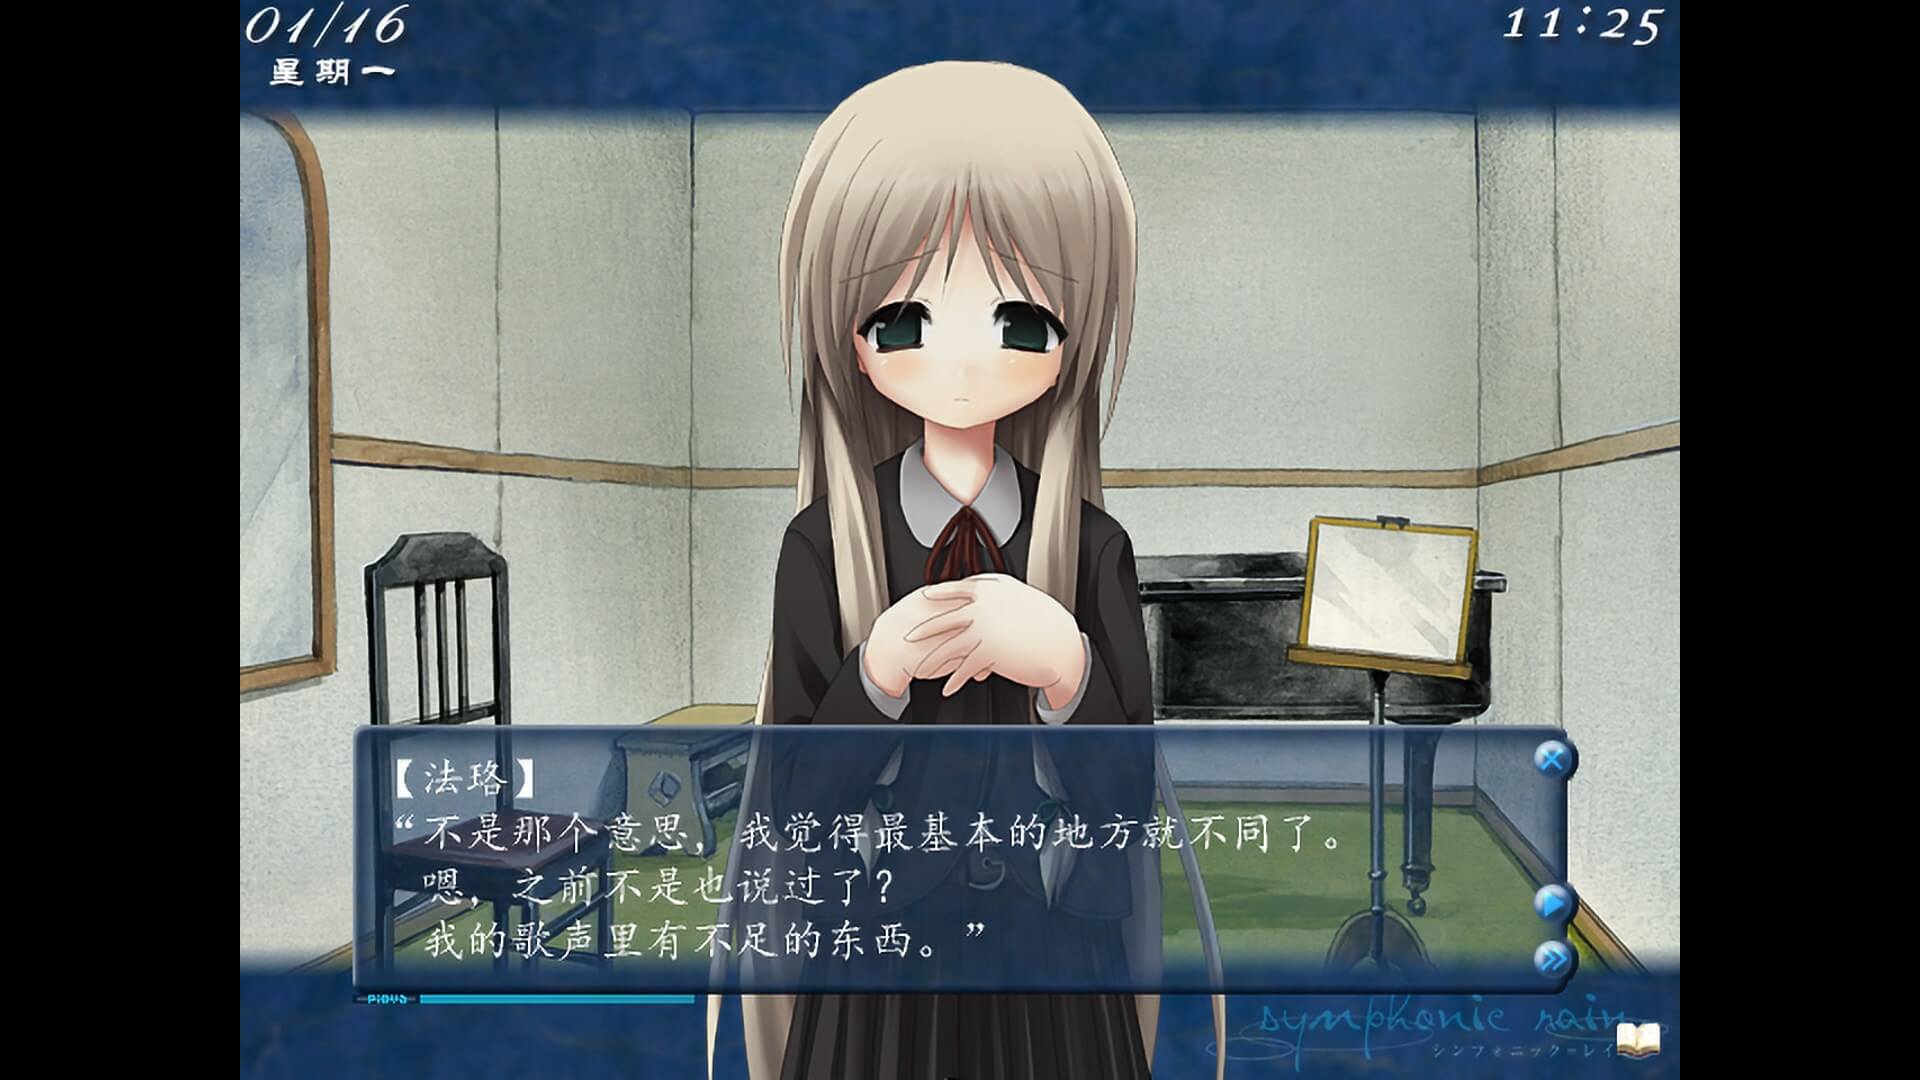 01/16
11:25
星期一
【法珞】
“不是那个意思，我觉得最基本的地方就不同了。
嗯，之前不是也说过了？
我的歌声里有不足的东西。”
symphonic rain
シンフォニック=レイ